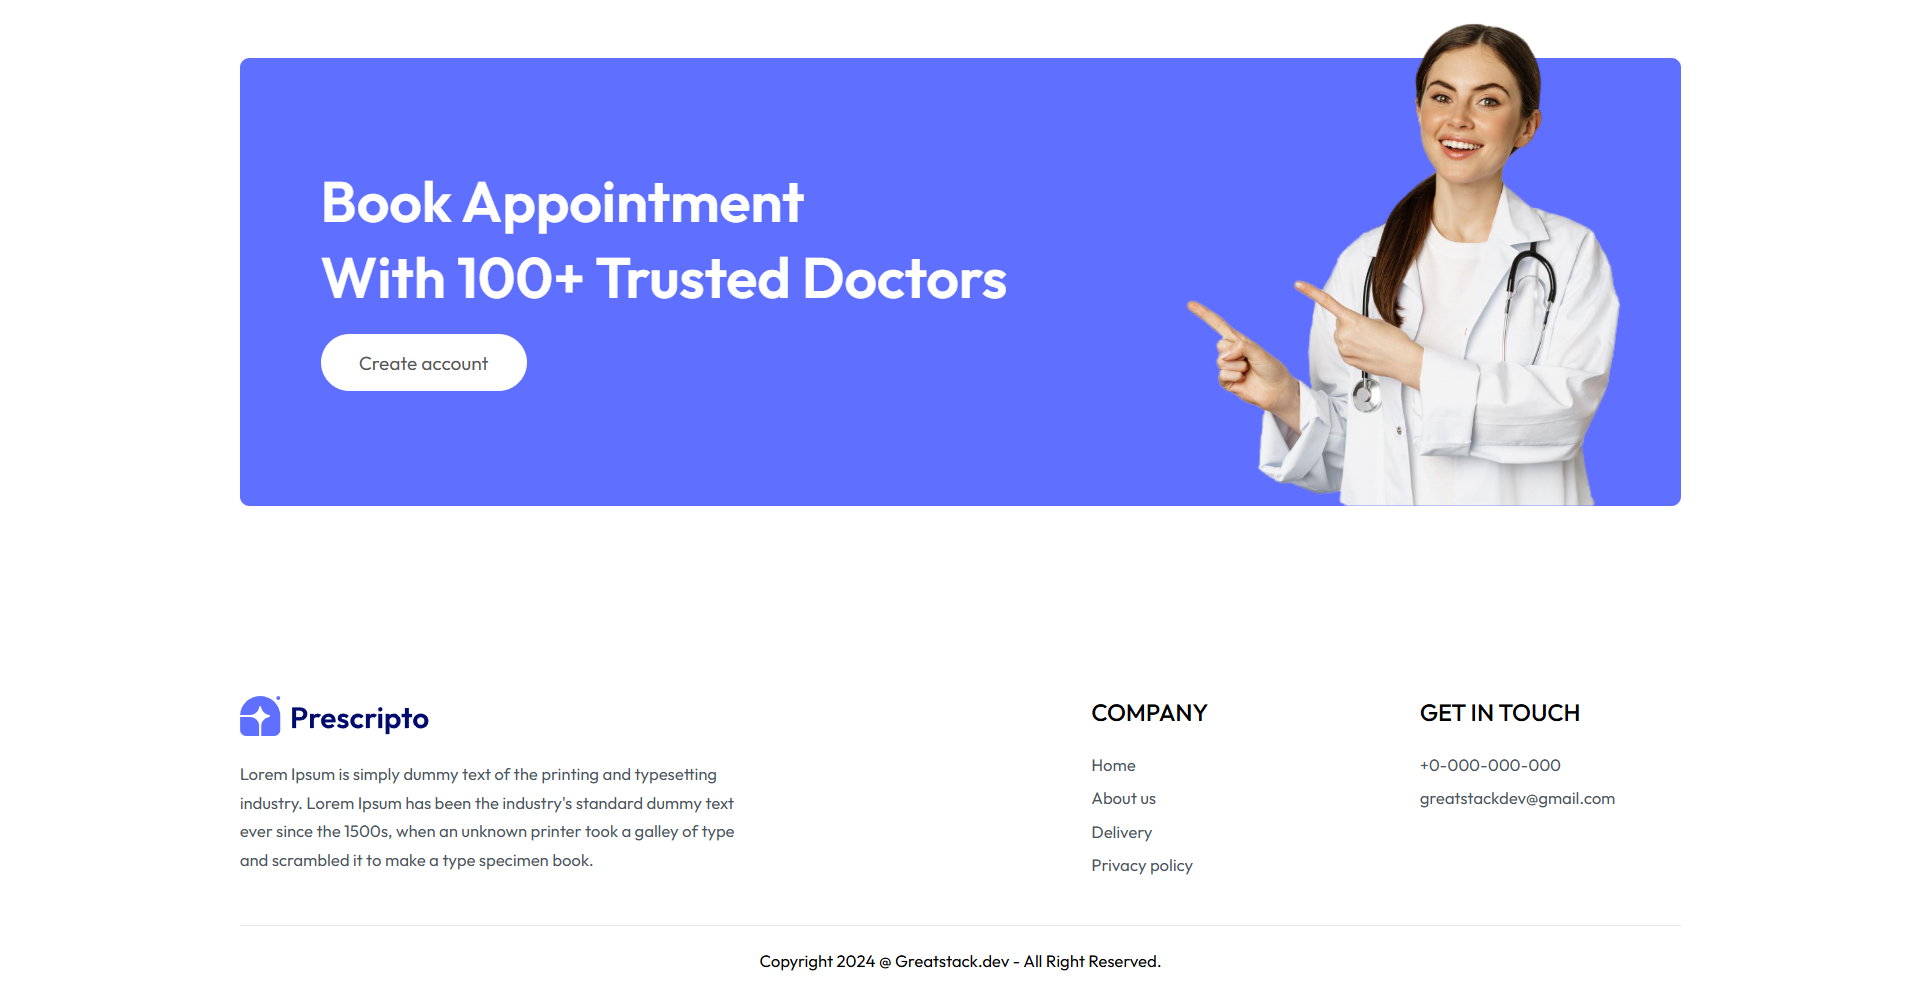 Book Appointment
With 100+ Trusted Doctors
Create account
Prescripto
Lorem Ipsum is simply dummy text of the printing and typesetting
industry. Lorem Ipsum has been the industry's standard dummy text
ever since the 1500s, when an unknown printer took a galley of type
and scrambled it to make a type specimen book.
COMPANY
Home
About us
Delivery
Privacy policy
GET IN TOUCH
+0-000-000-000
greatstackdev@gmail.com
Copyright 2024 @ Greatstack.dev - All Right Reserved.